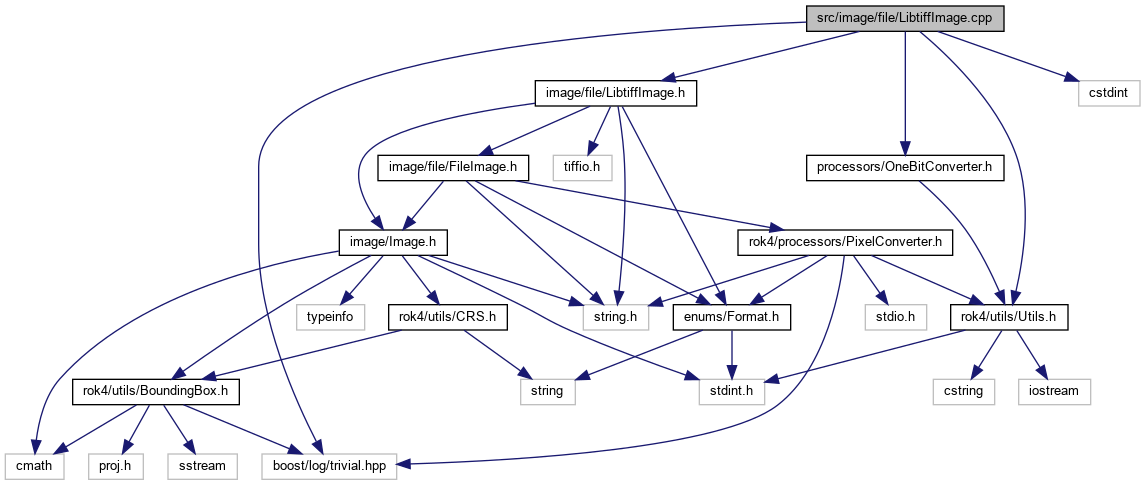 src/image/file/LibtiffImage.cpp
image/file/LibtiffImage.h
cstdint
image/file/FileImage.h
tiffio.h
processors/OneBitConverter.h
image/Image.h
rok4/processors/PixelConverter.h
typeinfo
rok4/utils/CRS.h
string.h
enums/Format.h
stdio.h
rok4/utils/Utils.h
rok4/utils/BoundingBox.h
string
stdint.h
cstring
iostream
cmath
proj.h
sstream
boost/log/trivial.hpp